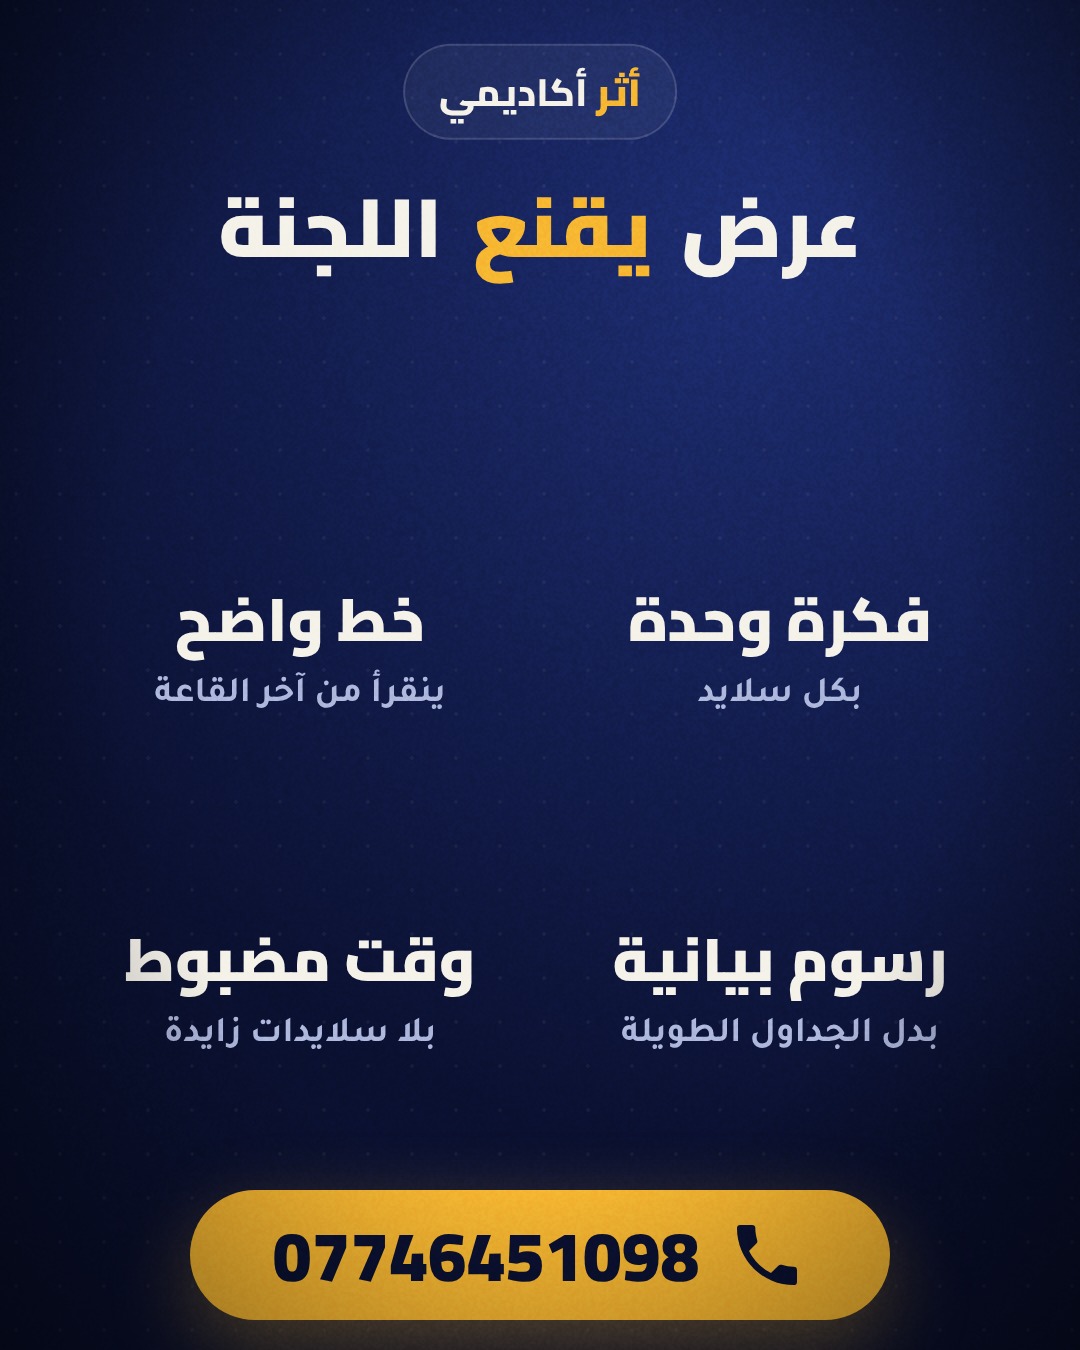 أثر أكاديمي
عرض يقنع اللجنة
فكرة وحدة
بكل سلايد
خط واضح
ينقرأ من آخر القاعة
رسوم بيانية
بدل الجداول الطويلة
وقت مضبوط
بلا سلايدات زايدة
07746451098